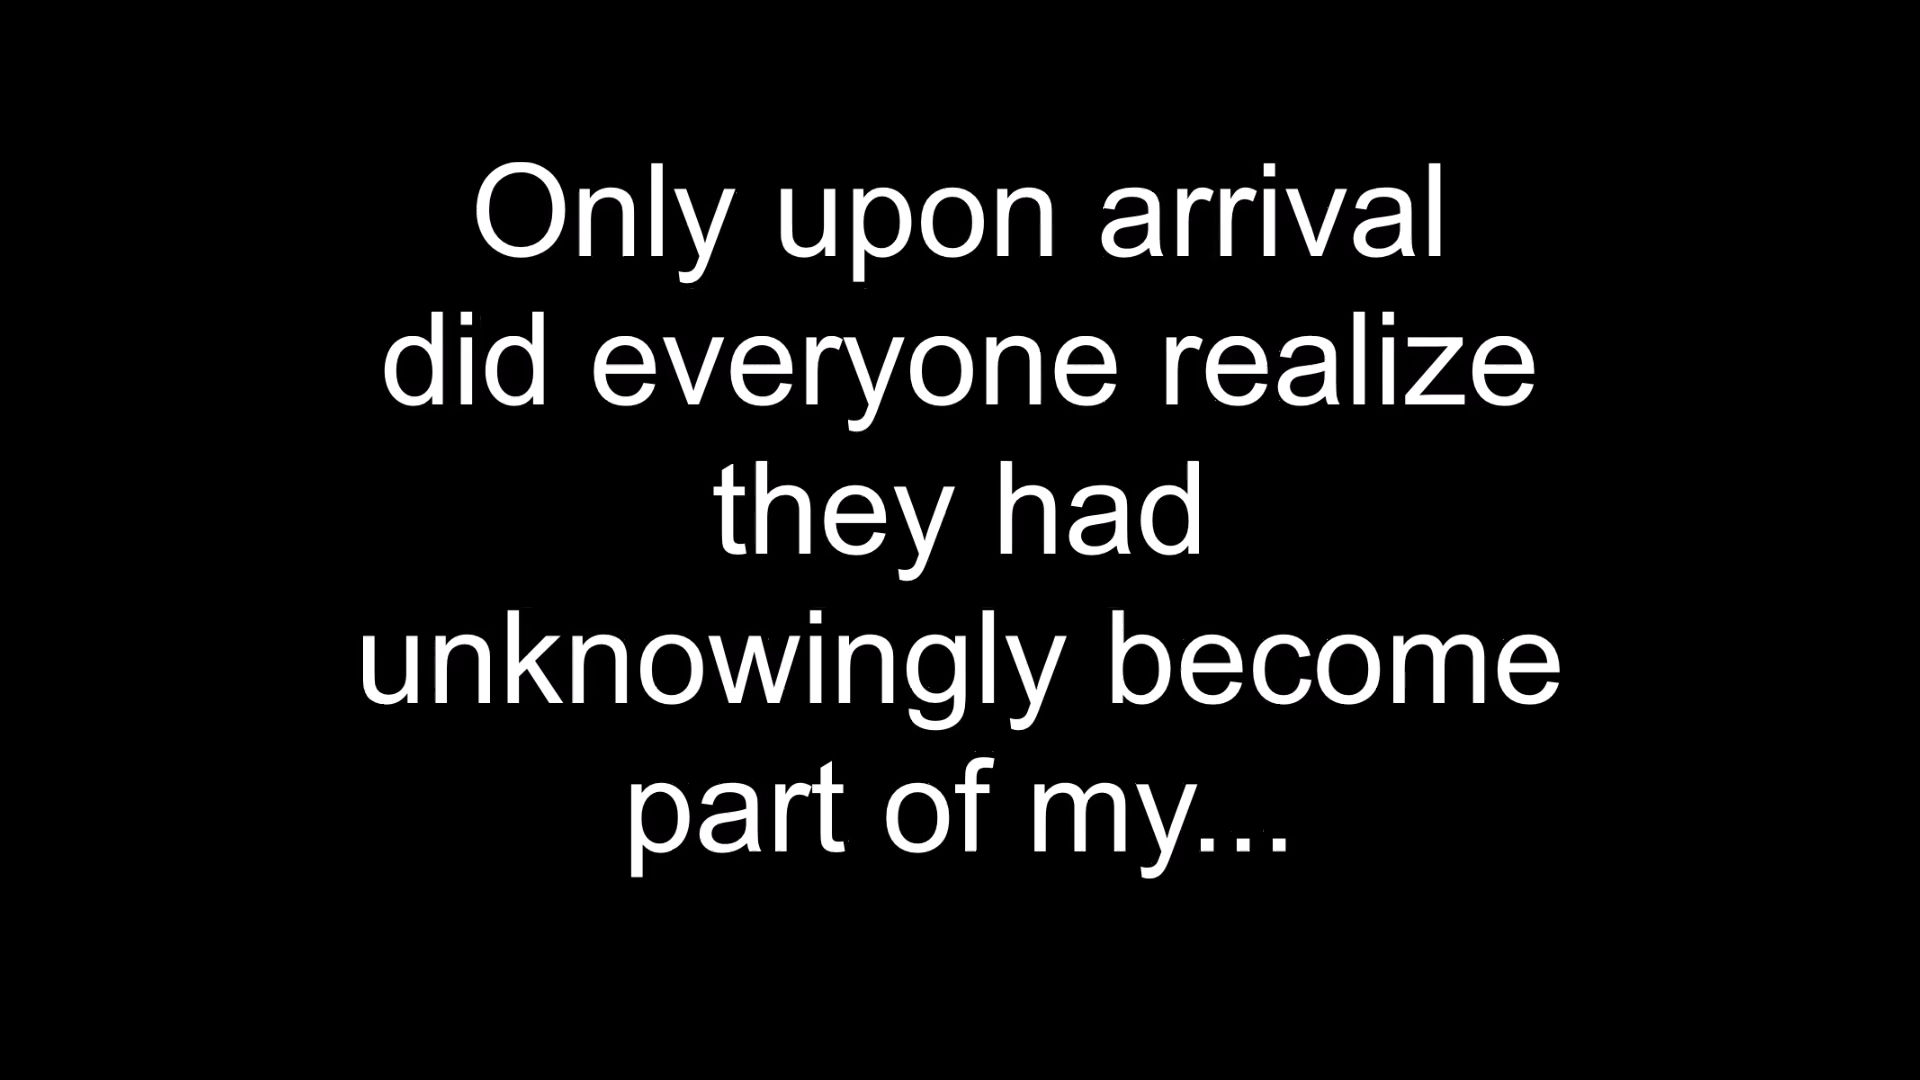 Only upon arrival
did everyone realize
they had
unknowingly become
part of my...